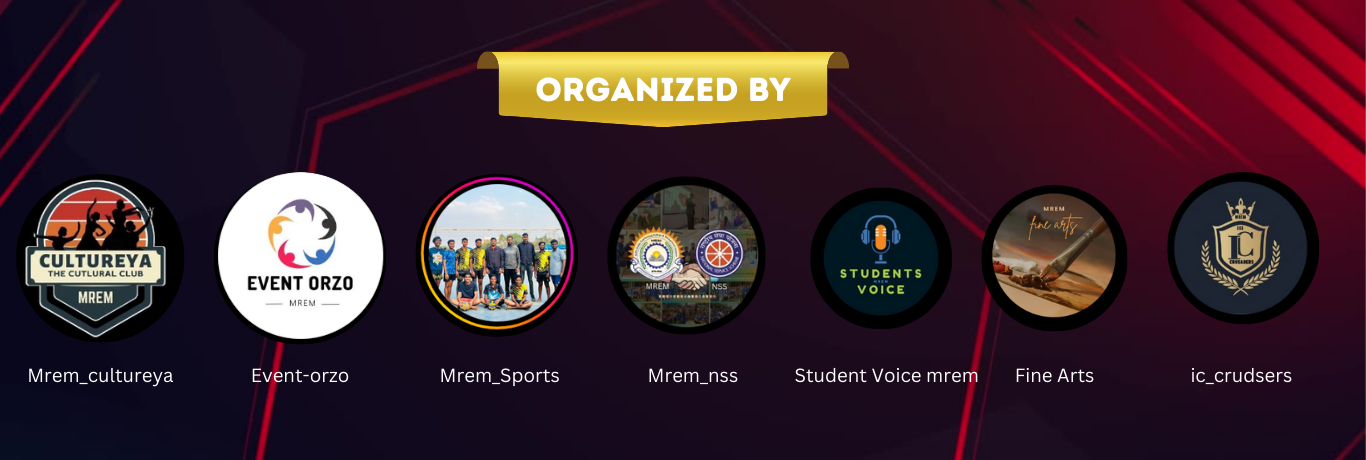 ORGANIZED BY
CULTUREYA
THE CUTLURAL CLUB
MREM
EVENT ORZO
MREM
MREM
NSS
STUDENTS
MREM
VOICE
MREM
fine arts
IC
CRUSADERS
Mrem_cultureya
Event-orzo
Mrem_Sports
Mrem_nss
Student Voice mrem
Fine Arts
ic_crudsers